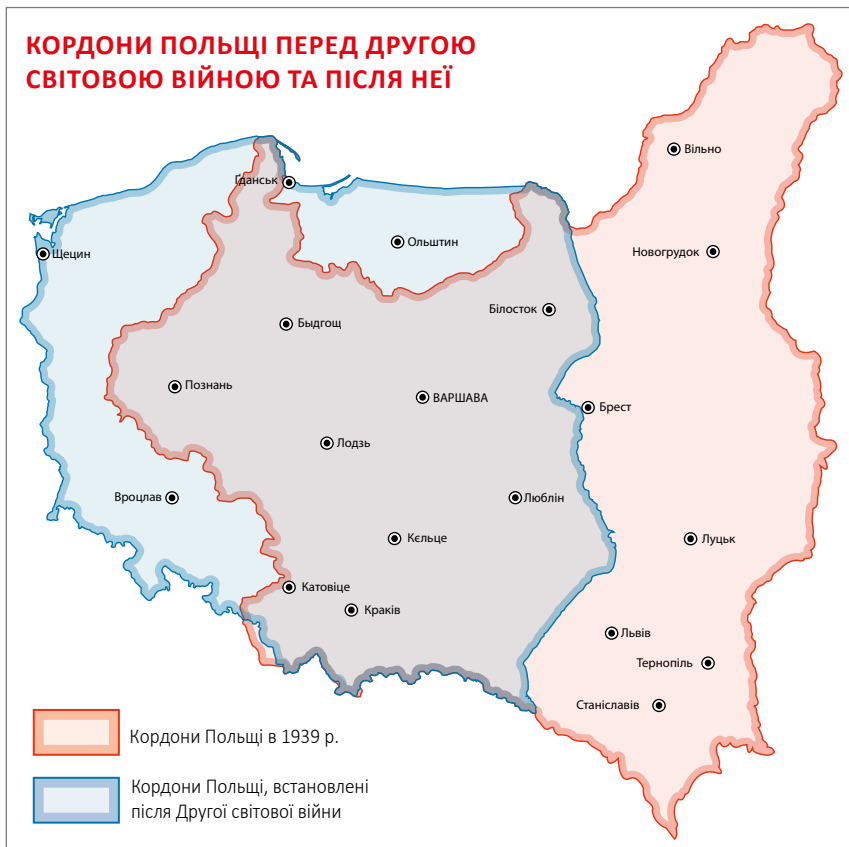 КОРДОНИ ПОЛЬЩІ ПЕРЕД ДРУГОЮ
СВІТОВОЮ ВІЙНОЮ ТА ПІСЛЯ НЕЇ
Вільно
Ґданськ
Ольштин
Щецин
Новогрудок
Білосток
Быдгощ
Познань
ВАРШАВА
Брест
Лодзь
Вроцлав
Люблін
Кєльце
Луцьк
Катовіце
Краків
Львів
Тернопіль
Станіславів
Кордони Польщі в 1939 р.
Кордони Польщі, встановлені
після Другої світової війни